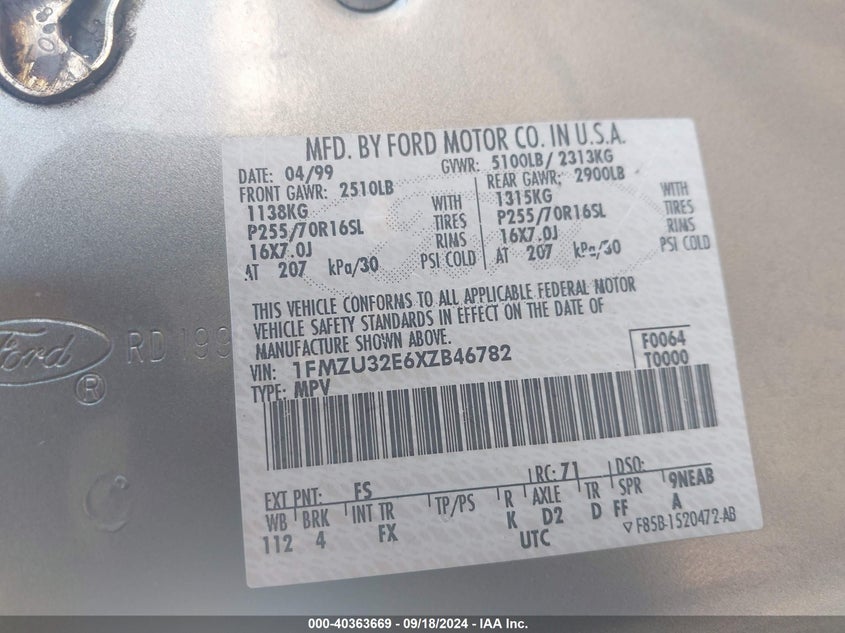 MFD. BY FORD MOTOR CO. IN U.S.A.
DATE: 04/99 GVWR: 5100LB/ 2313KG
FRONT GAWR: 2510LB REAR GAWR: 2900LB
1138KG WITH 1315KG WITH
P255/70R16SL TIRES P255/70R16SL TIRES
16X7.0J RIMS 16X7.0J RIMS
AT 207 kPa/30 PSI COLD AT 207 kPa/30 PSI COLD
THIS VEHICLE CONFORMS TO ALL APPLICABLE FEDERAL MOTOR
VEHICLE SAFETY STANDARDS IN EFFECT ON THE DATE OF
MANUFACTURE SHOWN ABOVE.
VIN: 1FMZU32E6XZB46782 F0064
TYPE: MPV T0000
Ford ® RD 199
EXT PNT: FS RC: 71 DSO:
WB BRK INT TR TP/PS R AXLE TR SPR 9NEAB
112 4 FX K D2 D FF A
UTC ▽ F85B-1520472-AB
000-40363669 - 09/18/2024 - IAA Inc.